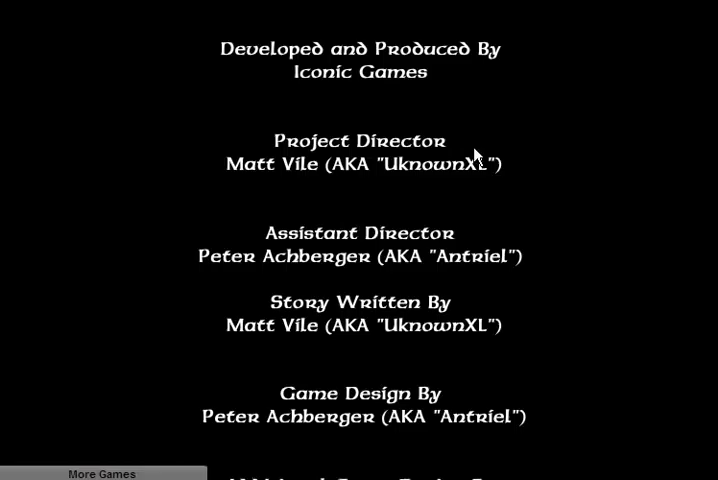 Developed and Produced By
Iconic Games
Project Director
Matt Vile (AKA "UknownXL")
Assistant Director
Peter Achberger (AKA "Antriel")
Story Written By
Matt Vile (AKA "UknownXL")
Game Design By
Peter Achberger (AKA "Antriel")
More Games